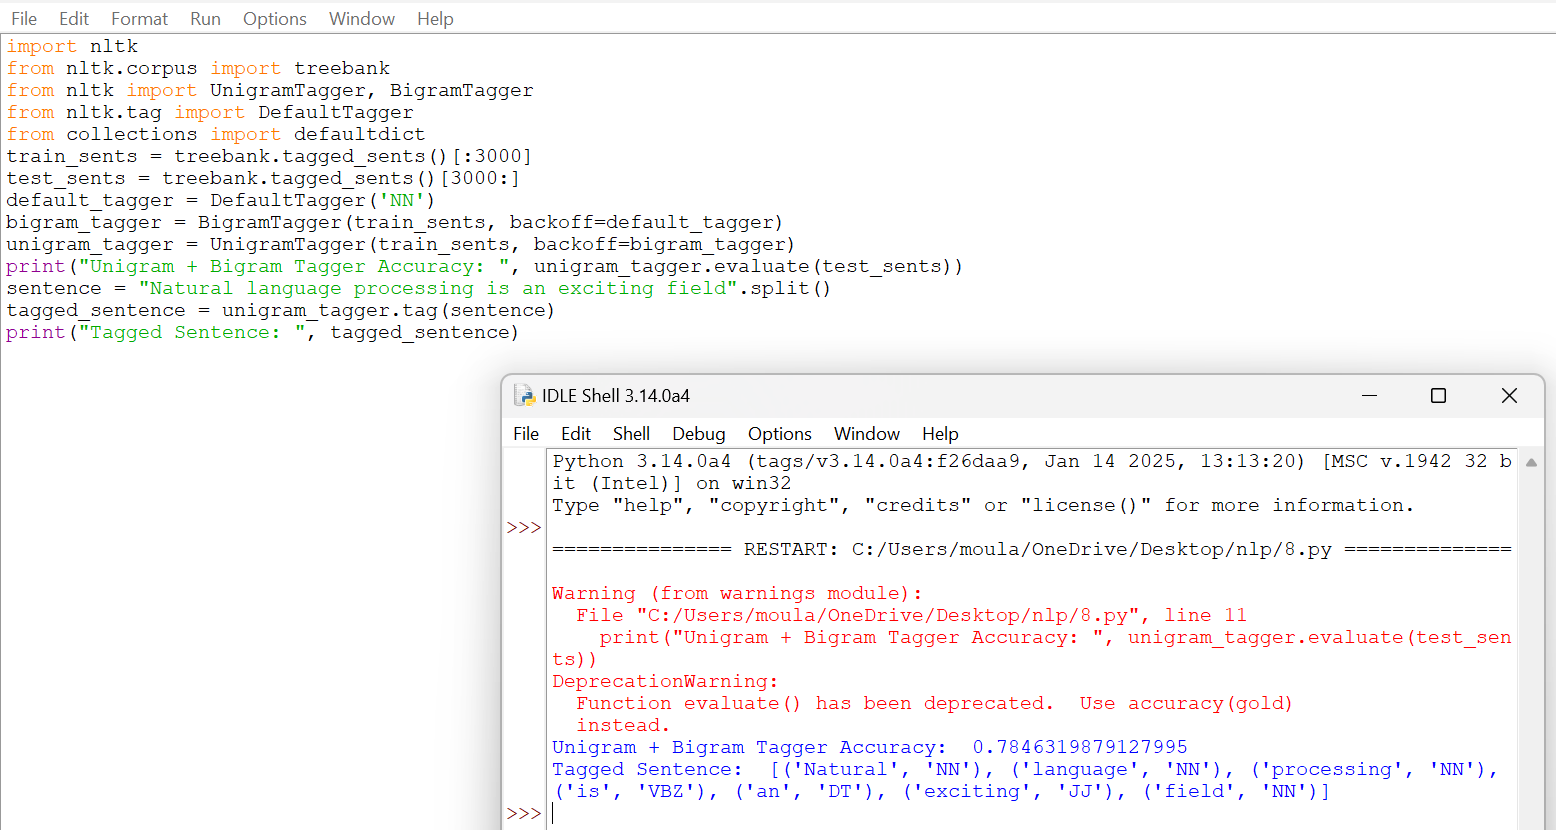 File Edit Format Run Options Window Help
import nltk
from nltk.corpus import treebank
from nltk import UnigramTagger, BigramTagger
from nltk.tag import DefaultTagger
from collections import defaultdict
train_sents = treebank.tagged_sents()[:3000]
test_sents = treebank.tagged_sents()[3000:]
default_tagger = DefaultTagger('NN')
bigram_tagger = BigramTagger(train_sents, backoff=default_tagger)
unigram_tagger = UnigramTagger(train_sents, backoff=bigram_tagger)
print("Unigram + Bigram Tagger Accuracy: ", unigram_tagger.evaluate(test_sents))
sentence = "Natural language processing is an exciting field".split()
tagged_sentence = unigram_tagger.tag(sentence)
print("Tagged Sentence: ", tagged_sentence)
IDLE Shell 3.14.0a4
File Edit Shell Debug Options Window Help
Python 3.14.0a4 (tags/v3.14.0a4:f26daa9, Jan 14 2025, 13:13:20) [MSC v.1942 32 b
it (Intel)] on win32
Type "help", "copyright", "credits" or "license()" for more information.
>>>
=============== RESTART: C:/Users/moula/OneDrive/Desktop/nlp/8.py ==============
Warning (from warnings module):
  File "C:/Users/moula/OneDrive/Desktop/nlp/8.py", line 11
    print("Unigram + Bigram Tagger Accuracy: ", unigram_tagger.evaluate(test_sen
ts))
DeprecationWarning:
  Function evaluate() has been deprecated.  Use accuracy(gold)
  instead.
Unigram + Bigram Tagger Accuracy:  0.7846319879127995
Tagged Sentence:  [('Natural', 'NN'), ('language', 'NN'), ('processing', 'NN'),
('is', 'VBZ'), ('an', 'DT'), ('exciting', 'JJ'), ('field', 'NN')]
>>>